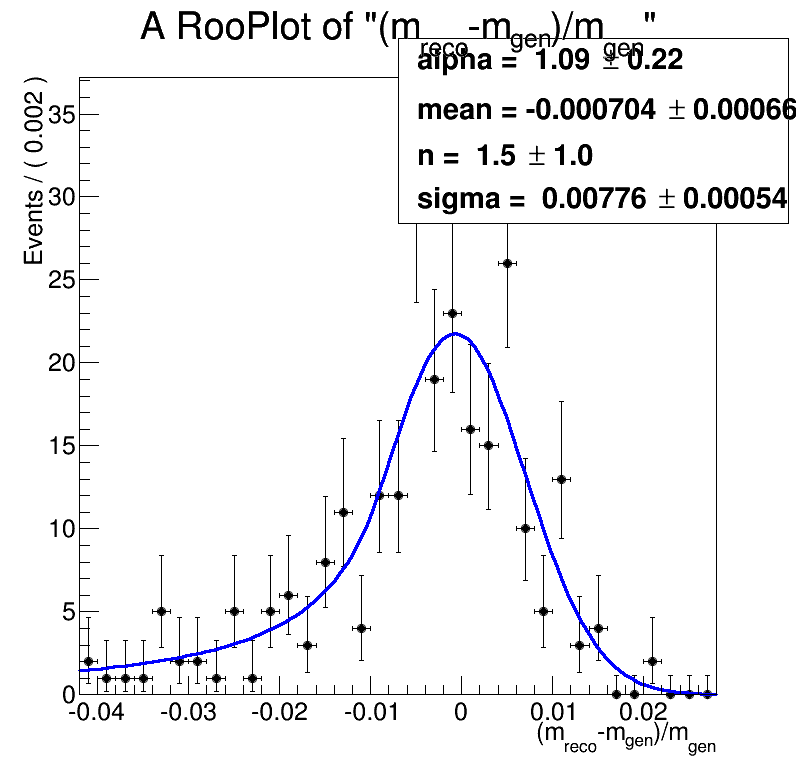 A RooPlot of "(m_reco-m_gen)/m_gen"
alpha = 1.09 ± 0.22
mean = -0.000704 ± 0.00066
n = 1.5 ± 1.0
sigma = 0.00776 ± 0.00054
Events / ( 0.002 )
35
30
25
20
15
10
5
0
-0.04 -0.03 -0.02 -0.01 0 0.01 0.02
(m_reco-m_gen)/m_gen